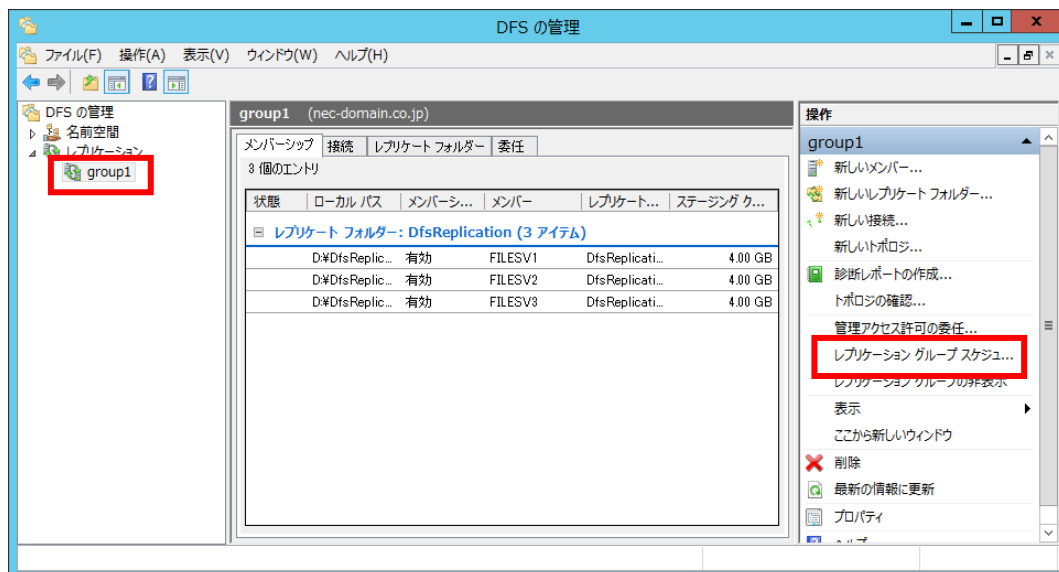 DFS の管理
ファイル(F) 操作(A) 表示(V) ウィンドウ(W) ヘルプ(H)
DFS の管理
名前空間
レプリケーション
group1
group1 (nec-domain.co.jp)
メンバーシップ 接続 レプリケート フォルダー 委任
3 個のエントリ
状態 ローカル パス メンバーシ... メンバー レプリケート... ステージング ク...
レプリケート フォルダー: DfsReplication (3 アイテム)
D:¥DfsReplic... 有効 FILESV1 DfsReplicati... 4.00 GB
D:¥DfsReplic... 有効 FILESV2 DfsReplicati... 4.00 GB
D:¥DfsReplic... 有効 FILESV3 DfsReplicati... 4.00 GB
操作
group1
新しいメンバー...
新しいレプリケート フォルダー...
新しい接続...
新しいトポロジ...
診断レポートの作成...
トポロジの確認...
管理アクセス許可の委任...
レプリケーション グループ スケジュ...
レプリケーション グループの非表示
表示
ここから新しいウィンドウ
削除
最新の情報に更新
プロパティ
ヘルプ